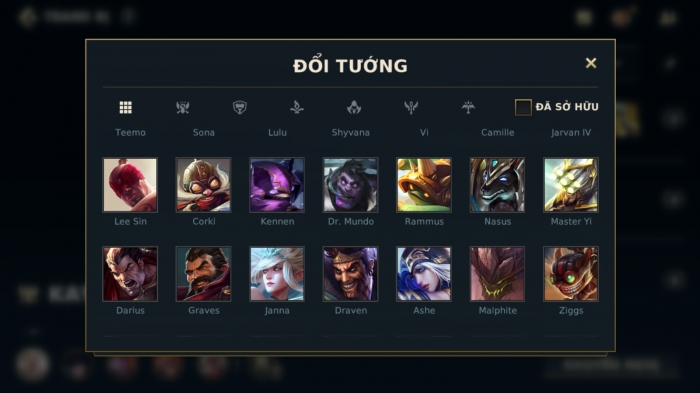 ĐỔI TƯỚNG
ĐÃ SỞ HỮU
Teemo Sona Lulu Shyvana Vi Camille Jarvan IV
Lee Sin Corki Kennen Dr. Mundo Rammus Nasus Master Yi
Darius Graves Janna Draven Ashe Malphite Ziggs